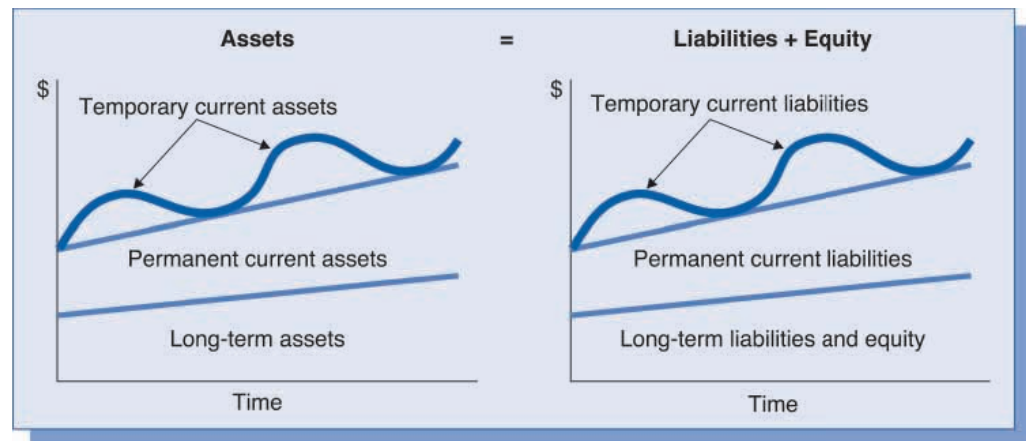 Assets = Liabilities + Equity
$ $
Temporary current assets
Temporary current liabilities
Permanent current assets
Permanent current liabilities
Long-term assets
Long-term liabilities and equity
Time
Time